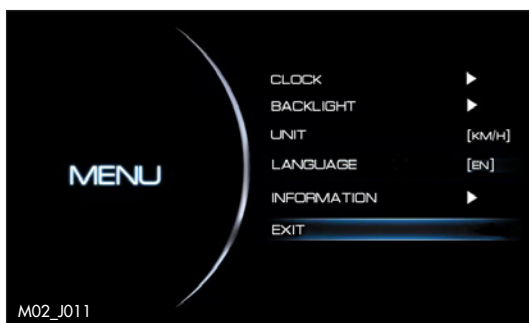 MENU
CLOCK ▶
BACKLIGHT ▶
UNIT [KM/H]
LANGUAGE [EN]
INFORMATION ▶
EXIT
M02_J011